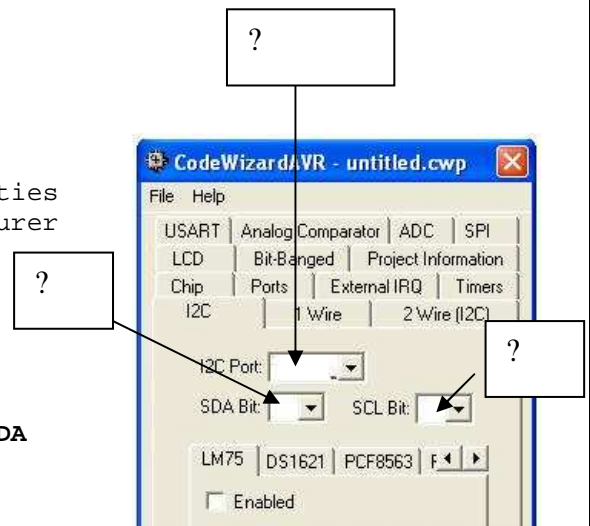 ?
CodeWizardAVR - untitled.cwp
ties
File Help
urer
USART Analog Comparator ADC SPI
LCD Bit-Banged Project Information
? Chip Ports External IRQ Timers
I2C 1 Wire 2 Wire (I2C)
?
I2C Port:
SDA Bit: SCL Bit:
DA
LM75 DS1621 PCF8563
Enabled